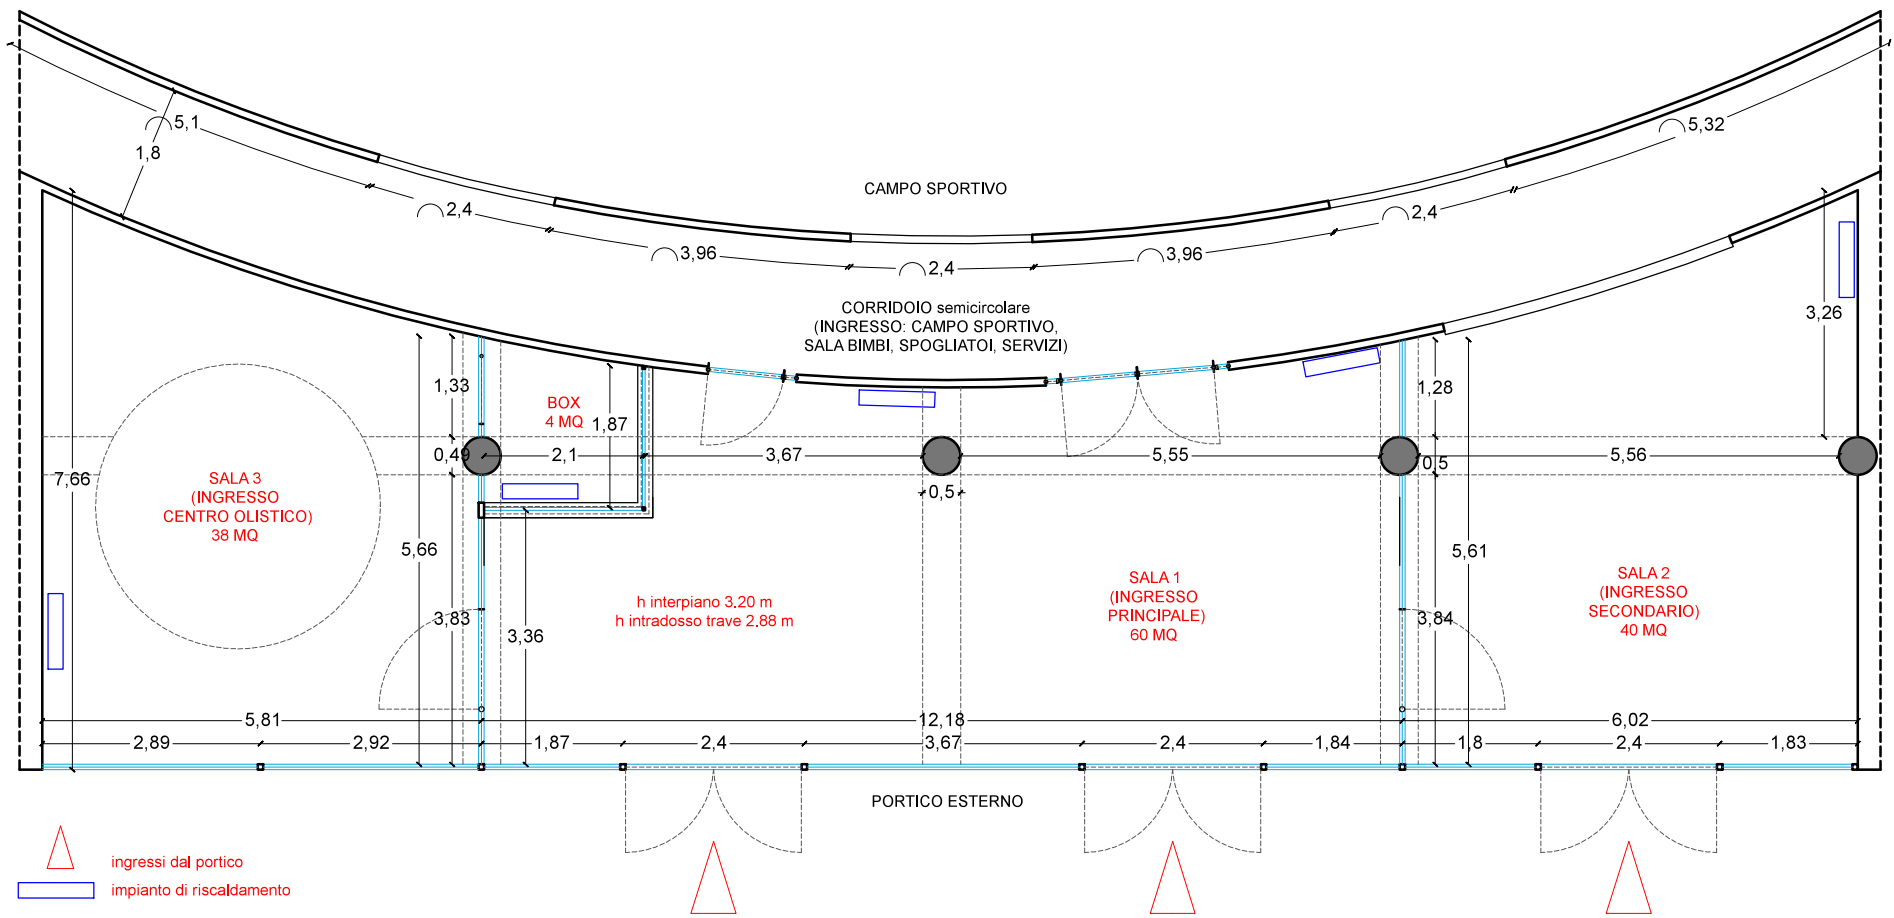 5,1
5,32
1,8
CAMPO SPORTIVO
2,4
2,4
3,96
2,4
3,96
CORRIDOIO semicircolare
(INGRESSO: CAMPO SPORTIVO,
SALA BIMBI, SPOGLIATOI, SERVIZI)
3,26
1,33
BOX
4 MQ
1,87
1,28
0,49
2,1
3,67
5,55
0,5
5,56
7,66
0,5
SALA 3
(INGRESSO
CENTRO OLISTICO)
38 MQ
5,66
5,61
SALA 1
(INGRESSO
PRINCIPALE)
60 MQ
SALA 2
(INGRESSO
SECONDARIO)
40 MQ
h interpiano 3.20 m
h intradosso trave 2.88 m
3,83
3,36
3,84
5,81
12,18
6,02
2,89
2,92
1,87
2,4
3,67
2,4
1,84
1,8
2,4
1,83
PORTICO ESTERNO
ingressi dal portico
impianto di riscaldamento